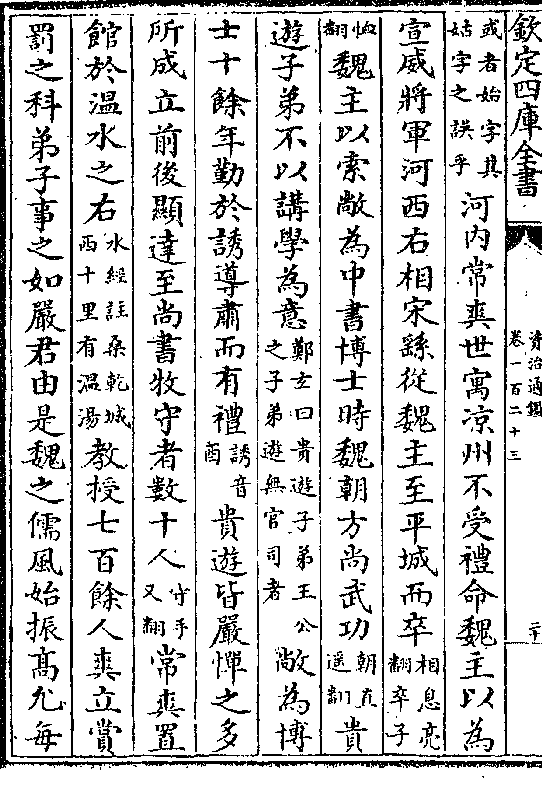 欽定四庫全書
資治通鑑
卷一百二十三
二十
或者始字其姑字之誤乎河内常爽世寓凉州不受禮命魏主以為
宣威將軍河西右相宋繇從魏主至平城而卒相息亮翻卒子
恤翻魏主以索敞為中書博士時魏朝方尚武功朝直遥翻貴
遊子弟不以講學為意鄭玄曰貴遊子弟王公之子弟遊無官司者敞為博
士十餘年勤於誘導肅而有禮誘音酉貴遊皆嚴憚之多
所成立前後顯達至尚書牧守者數十人守手又翻常爽置
館於温水之右水經註桑乾城西十里有温湯教授七百餘人爽立賞
罰之科弟子事之如嚴君由是魏之儒風始振髙允每